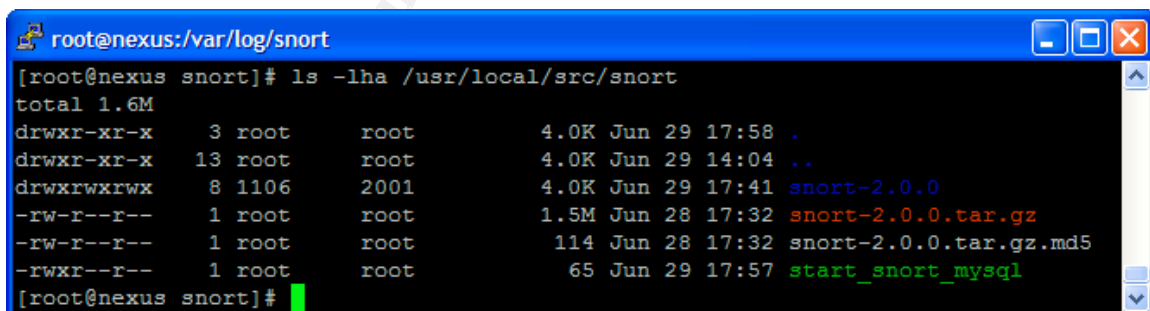 root@nexus:/var/log/snort
[root@nexus snort]# ls -lha /usr/local/src/snort
total 1.6M
drwxr-xr-x 3 root root 4.0K Jun 29 17:58 .
drwxr-xr-x 13 root root 4.0K Jun 29 14:04 ..
drwxrwxrwx 8 1106 2001 4.0K Jun 29 17:41 snort-2.0.0
-rw-r--r-- 1 root root 1.5M Jun 28 17:32 snort-2.0.0.tar.gz
-rw-r--r-- 1 root root 114 Jun 28 17:32 snort-2.0.0.tar.gz.md5
-rwxr--r-- 1 root root 65 Jun 29 17:57 start_snort_mysql
[root@nexus snort]#